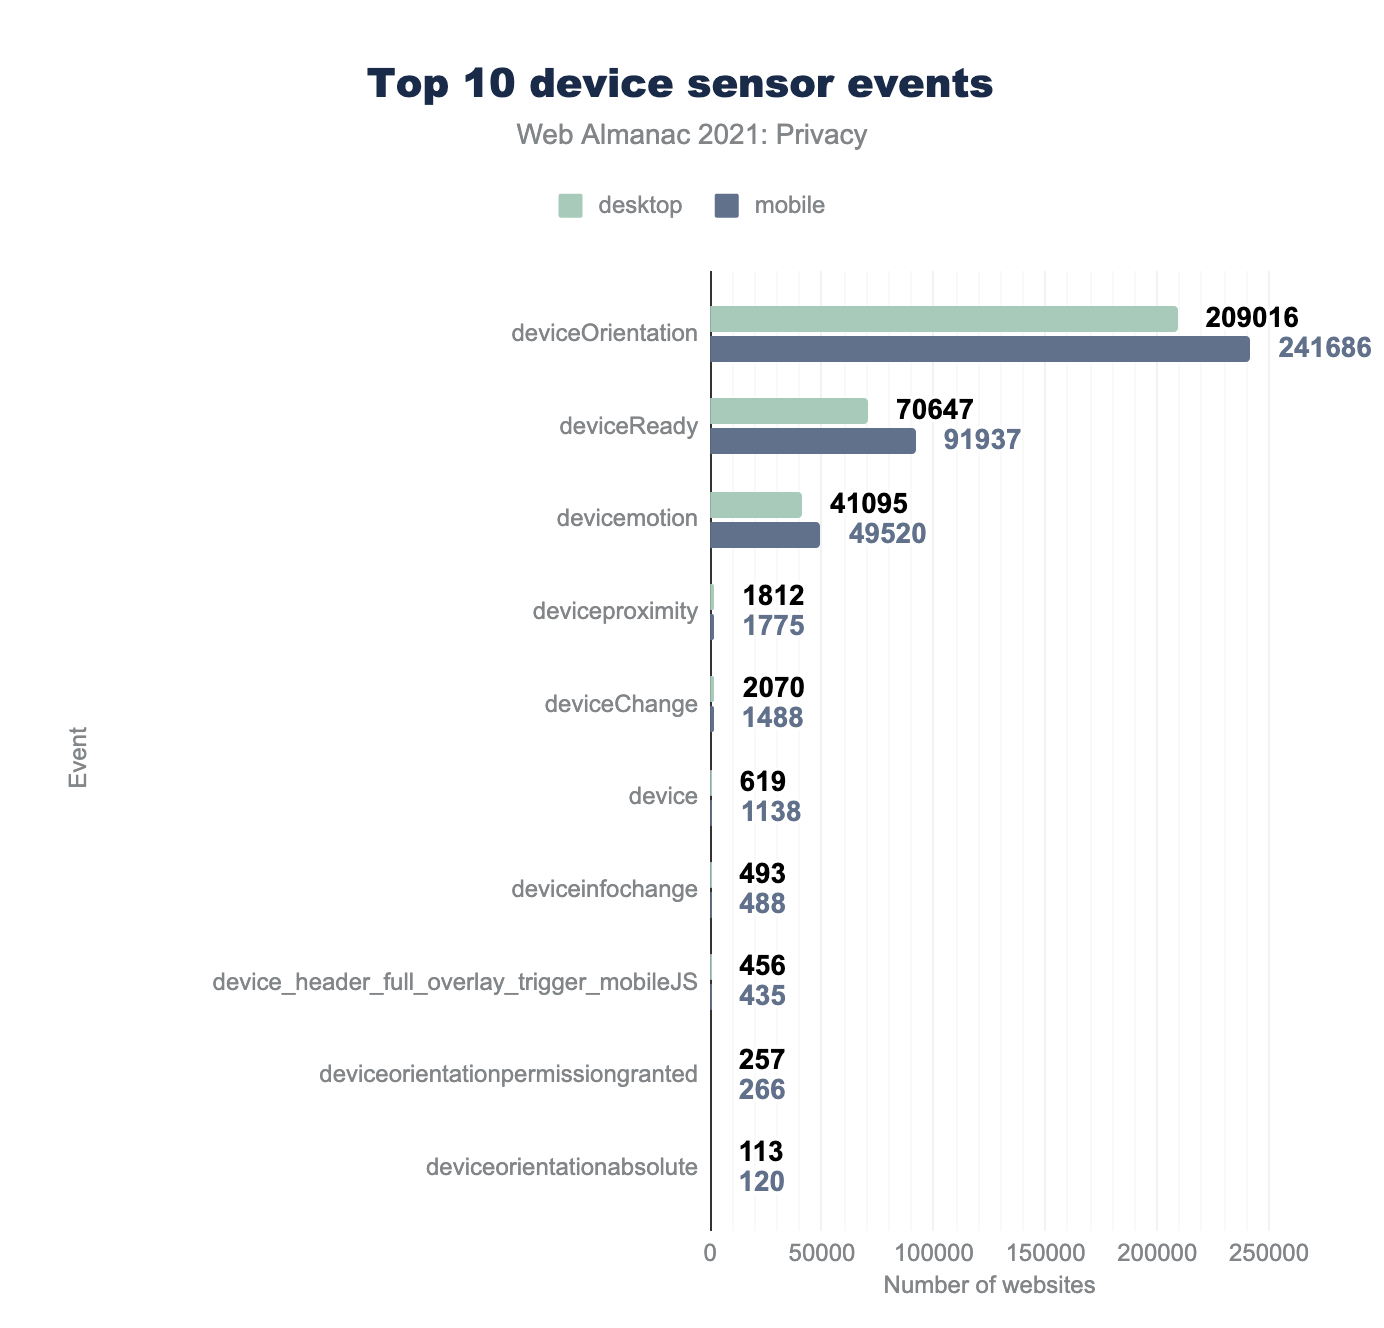 Top 10 device sensor events
Web Almanac 2021: Privacy
desktop
mobile
Event
deviceOrientation
209016
241686
deviceReady
70647
91937
devicemotion
41095
49520
deviceproximity
1812
1775
deviceChange
2070
1488
device
619
1138
deviceinfochange
493
488
device_header_full_overlay_trigger_mobileJS
456
435
deviceorientationpermissiongranted
257
266
deviceorientationabsolute
113
120
0 50000 100000 150000 200000 250000
Number of websites